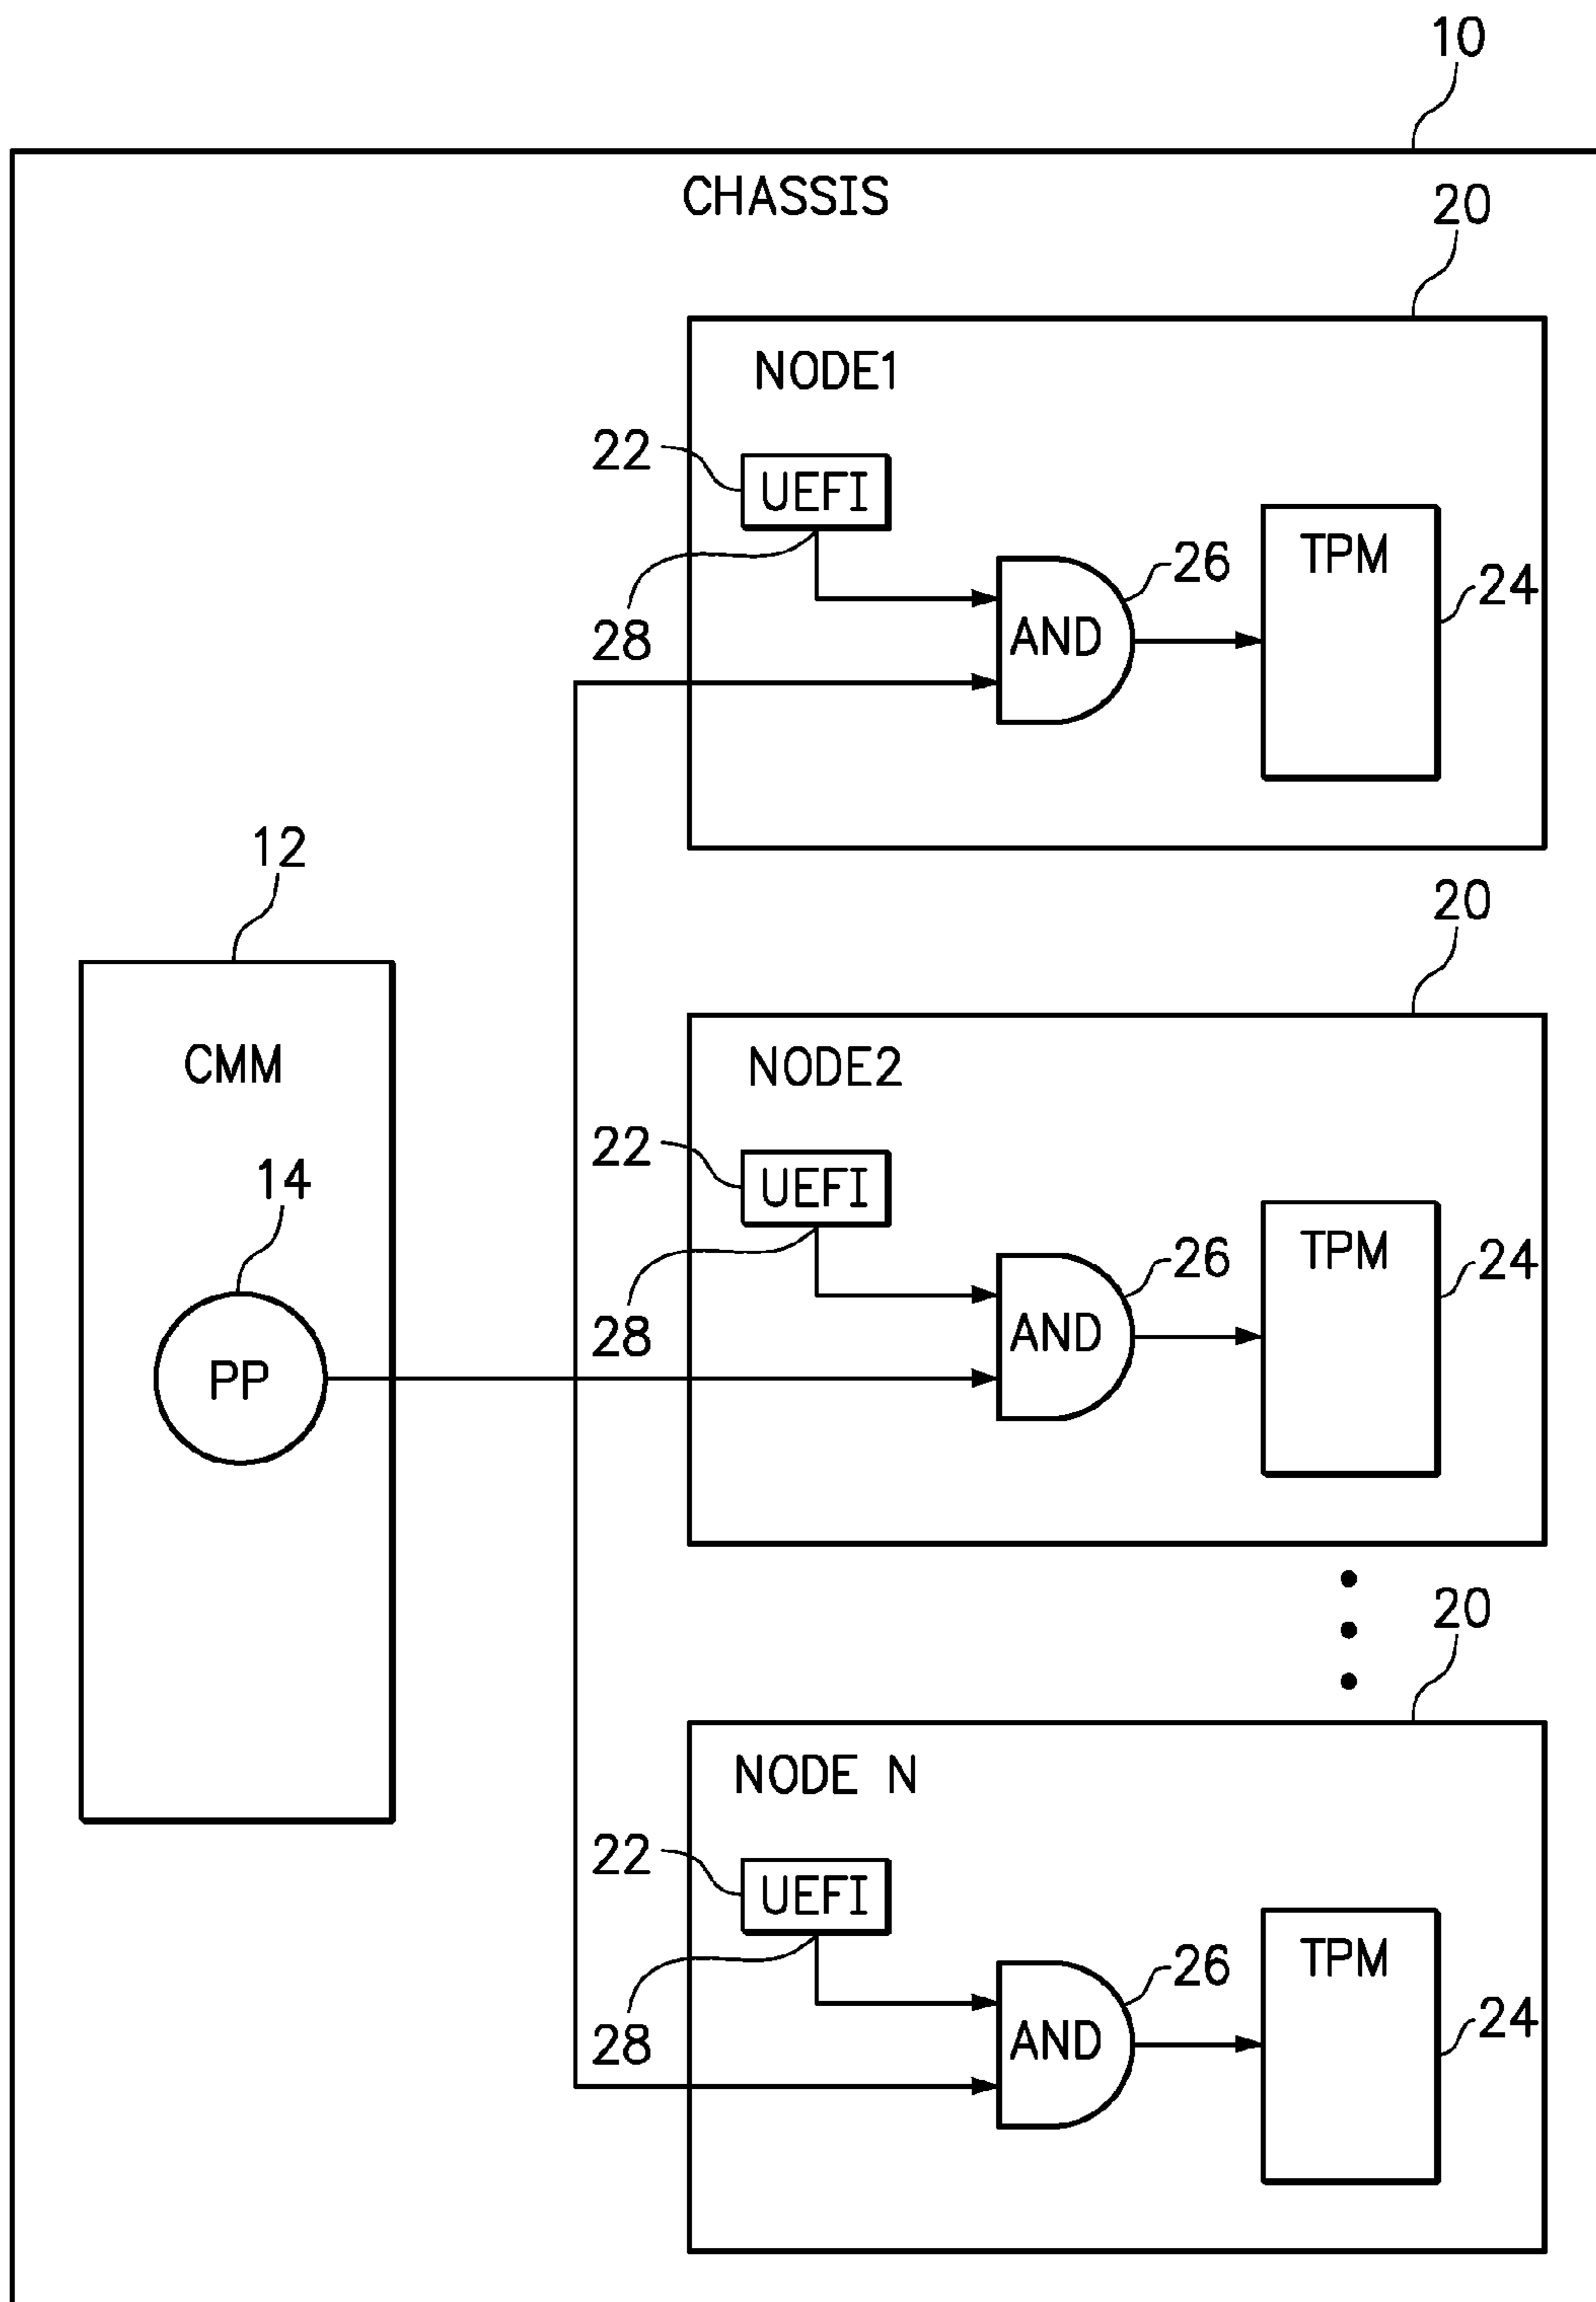 10
CHASSIS
20
NODE1
22
UEFI
28
AND
26
TPM
24
12
CMM
14
PP
20
NODE2
22
UEFI
28
AND
26
TPM
24
20
NODE N
22
UEFI
28
AND
26
TPM
24